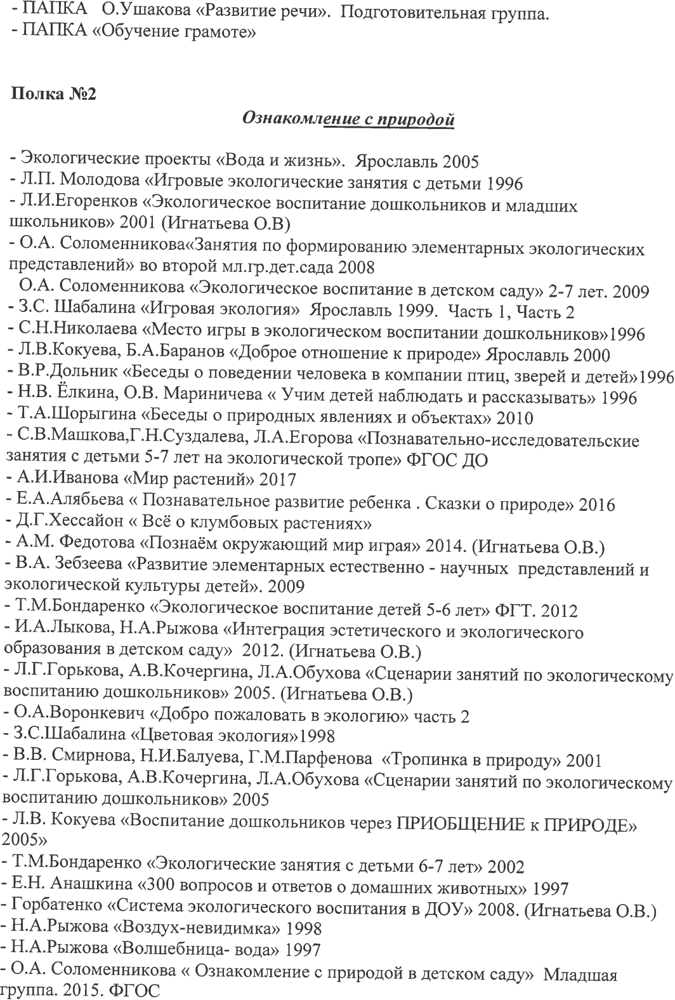 - ПАПКА   О.Ушакова «Развитие речи».  Подготовительная группа.
- ПАПКА «Обучение грамоте»
Полка №2
Ознакомление с природой
- Экологические проекты «Вода и жизнь».  Ярославль 2005
- Л.П. Молодова «Игровые экологические занятия с детьми 1996
- Л.И.Егоренков «Экологическое воспитание дошкольников и младших
школьников» 2001 (Игнатьева О.В)
- О.А. Соломенникова«Занятия по формированию элементарных экологических
представлений» во второй мл.гр.дет.сада 2008
О.А. Соломенникова «Экологическое воспитание в детском саду» 2-7 лет. 2009
- З.С. Шабалина «Игровая экология»  Ярославль 1999.  Часть 1, Часть 2
- С.Н.Николаева «Место игры в экологическом воспитании дошкольников»1996
- Л.В.Кокуева, Б.А.Баранов «Доброе отношение к природе» Ярославль 2000
- В.Р.Дольник «Беседы о поведении человека в компании птиц, зверей и детей»1996
- Н.В. Ёлкина, О.В. Мариничева « Учим детей наблюдать и рассказывать» 1996
- Т.А.Шорыгина «Беседы о природных явлениях и объектах» 2010
- С.В.Машкова,Г.Н.Суздалева, Л.А.Егорова «Познавательно-исследовательские
занятия с детьми 5-7 лет на экологической тропе» ФГОС ДО
- А.И.Иванова «Мир растений» 2017
- Е.А.Алябьева « Познавательное развитие ребенка . Сказки о природе» 2016
- Д.Г.Хессайон « Всё о клумбовых растениях»
- А.М. Федотова «Познаём окружающий мир играя» 2014. (Игнатьева О.В.)
- В.А. Зебзеева «Развитие элементарных естественно - научных  представлений и
экологической культуры детей». 2009
- Т.М.Бондаренко «Экологическое воспитание детей 5-6 лет» ФГТ. 2012
- И.А.Лыкова, Н.А.Рыжова «Интеграция эстетического и экологического
образования в детском саду»  2012. (Игнатьева О.В.)
- Л.Г.Горькова, А.В.Кочергина, Л.А.Обухова «Сценарии занятий по экологическому
воспитанию дошкольников» 2005. (Игнатьева О.В.)
- О.А.Воронкевич «Добро пожаловать в экологию» часть 2
- З.С.Шабалина «Цветовая экология»1998
- В.В. Смирнова, Н.И.Балуева, Г.М.Парфенова  «Тропинка в природу» 2001
- Л.Г.Горькова, А.В.Кочергина, Л.А.Обухова «Сценарии занятий по экологическому
воспитанию дошкольников» 2005
- Л.В. Кокуева «Воспитание дошкольников через ПРИОБЩЕНИЕ к ПРИРОДЕ»
2005»
- Т.М.Бондаренко «Экологические занятия с детьми 6-7 лет» 2002
- Е.Н. Анашкина «300 вопросов и ответов о домашних животных» 1997
- Горбатенко «Система экологического воспитания в ДОУ» 2008. (Игнатьева О.В.)
- Н.А.Рыжова «Воздух-невидимка» 1998
- Н.А.Рыжова «Волшебница- вода» 1997
- О.А. Соломенникова « Ознакомление с природой в детском саду»  Младшая
группа. 2015. ФГОС